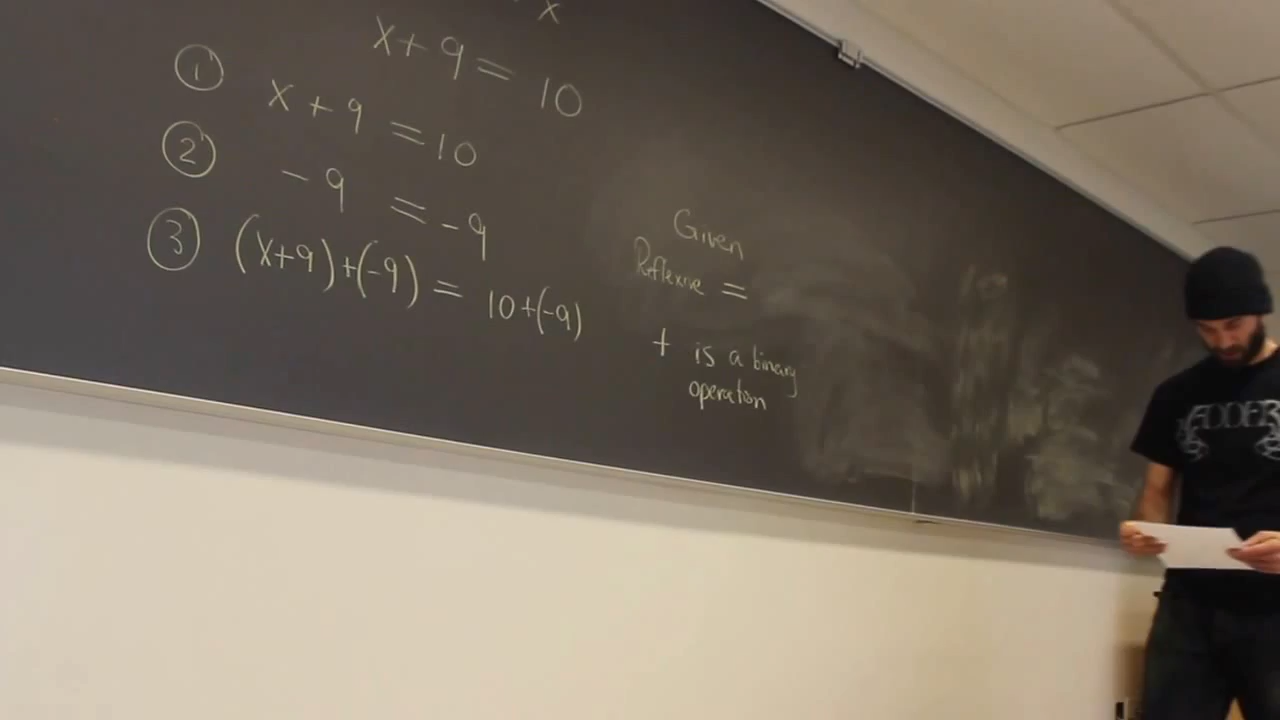 x
x + 9 = 10
① x + 9 = 10
② - 9 = - 9
③ (x+9)+(-9) = 10+(-9)
Given
Reflexive =
+ is a binary
operation